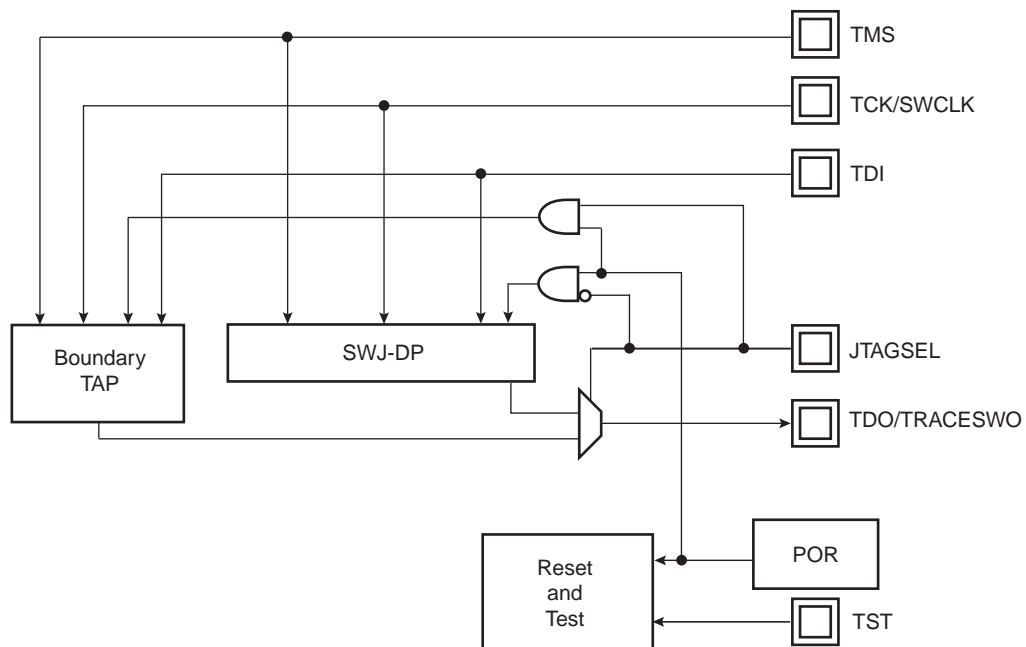 TMS
TCK/SWCLK
TDI
Boundary
TAP
SWJ-DP
JTAGSEL
TDO/TRACESWO
Reset
and
Test
POR
TST